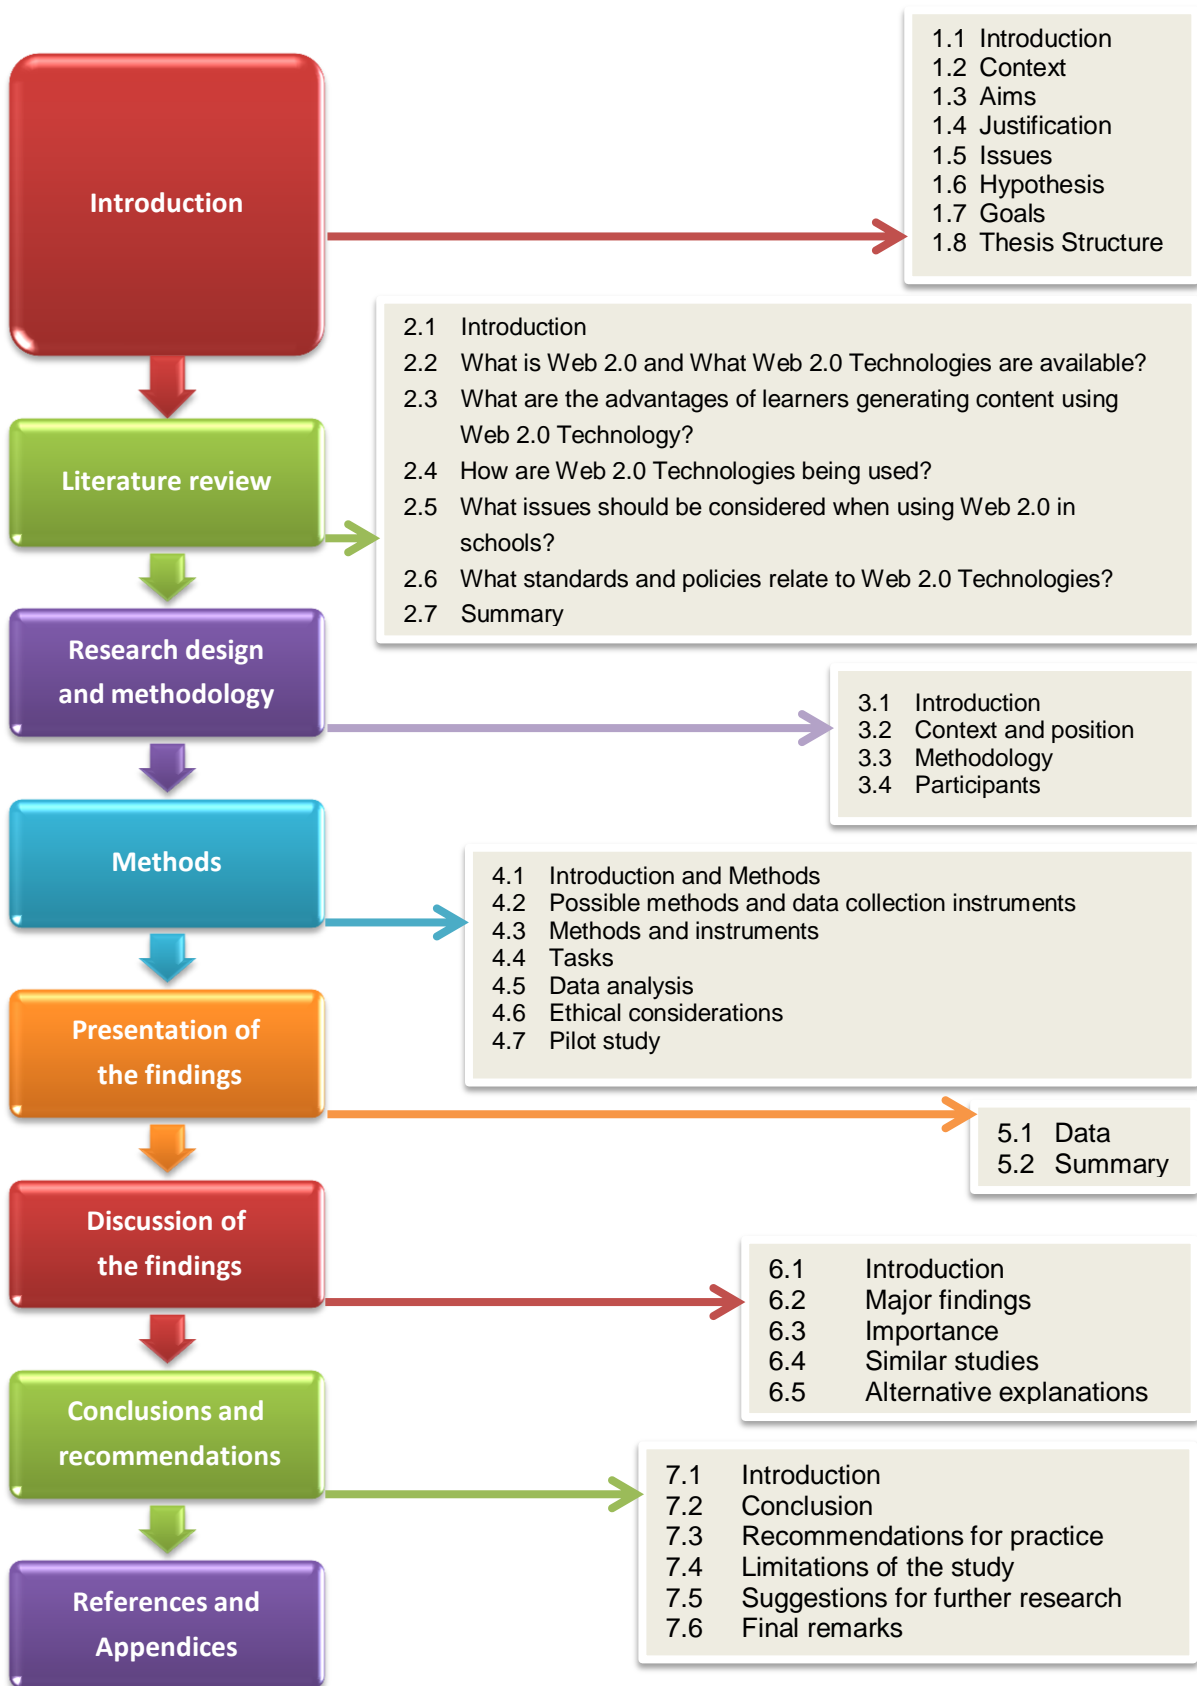 Introduction
1.1 Introduction
1.2 Context
1.3 Aims
1.4 Justification
1.5 Issues
1.6 Hypothesis
1.7 Goals
1.8 Thesis Structure
Literature review
2.1 Introduction
2.2 What is Web 2.0 and What Web 2.0 Technologies are available?
2.3 What are the advantages of learners generating content using
Web 2.0 Technology?
2.4 How are Web 2.0 Technologies being used?
2.5 What issues should be considered when using Web 2.0 in
schools?
2.6 What standards and policies relate to Web 2.0 Technologies?
2.7 Summary
Research design
and methodology
3.1 Introduction
3.2 Context and position
3.3 Methodology
3.4 Participants
Methods
4.1 Introduction and Methods
4.2 Possible methods and data collection instruments
4.3 Methods and instruments
4.4 Tasks
4.5 Data analysis
4.6 Ethical considerations
4.7 Pilot study
Presentation of
the findings
5.1 Data
5.2 Summary
Discussion of
the findings
6.1 Introduction
6.2 Major findings
6.3 Importance
6.4 Similar studies
6.5 Alternative explanations
Conclusions and
recommendations
7.1 Introduction
7.2 Conclusion
7.3 Recommendations for practice
7.4 Limitations of the study
7.5 Suggestions for further research
7.6 Final remarks
References and
Appendices